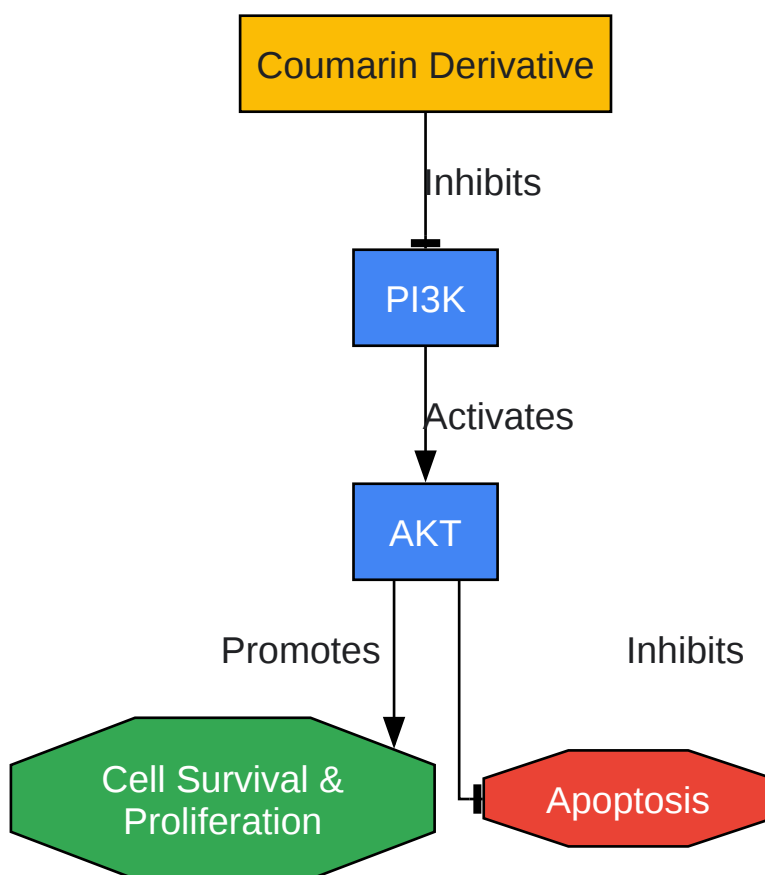 Coumarin Derivative
Inhibits
PI3K
Activates
AKT
Promotes
Inhibits
Cell Survival &
Proliferation
Apoptosis